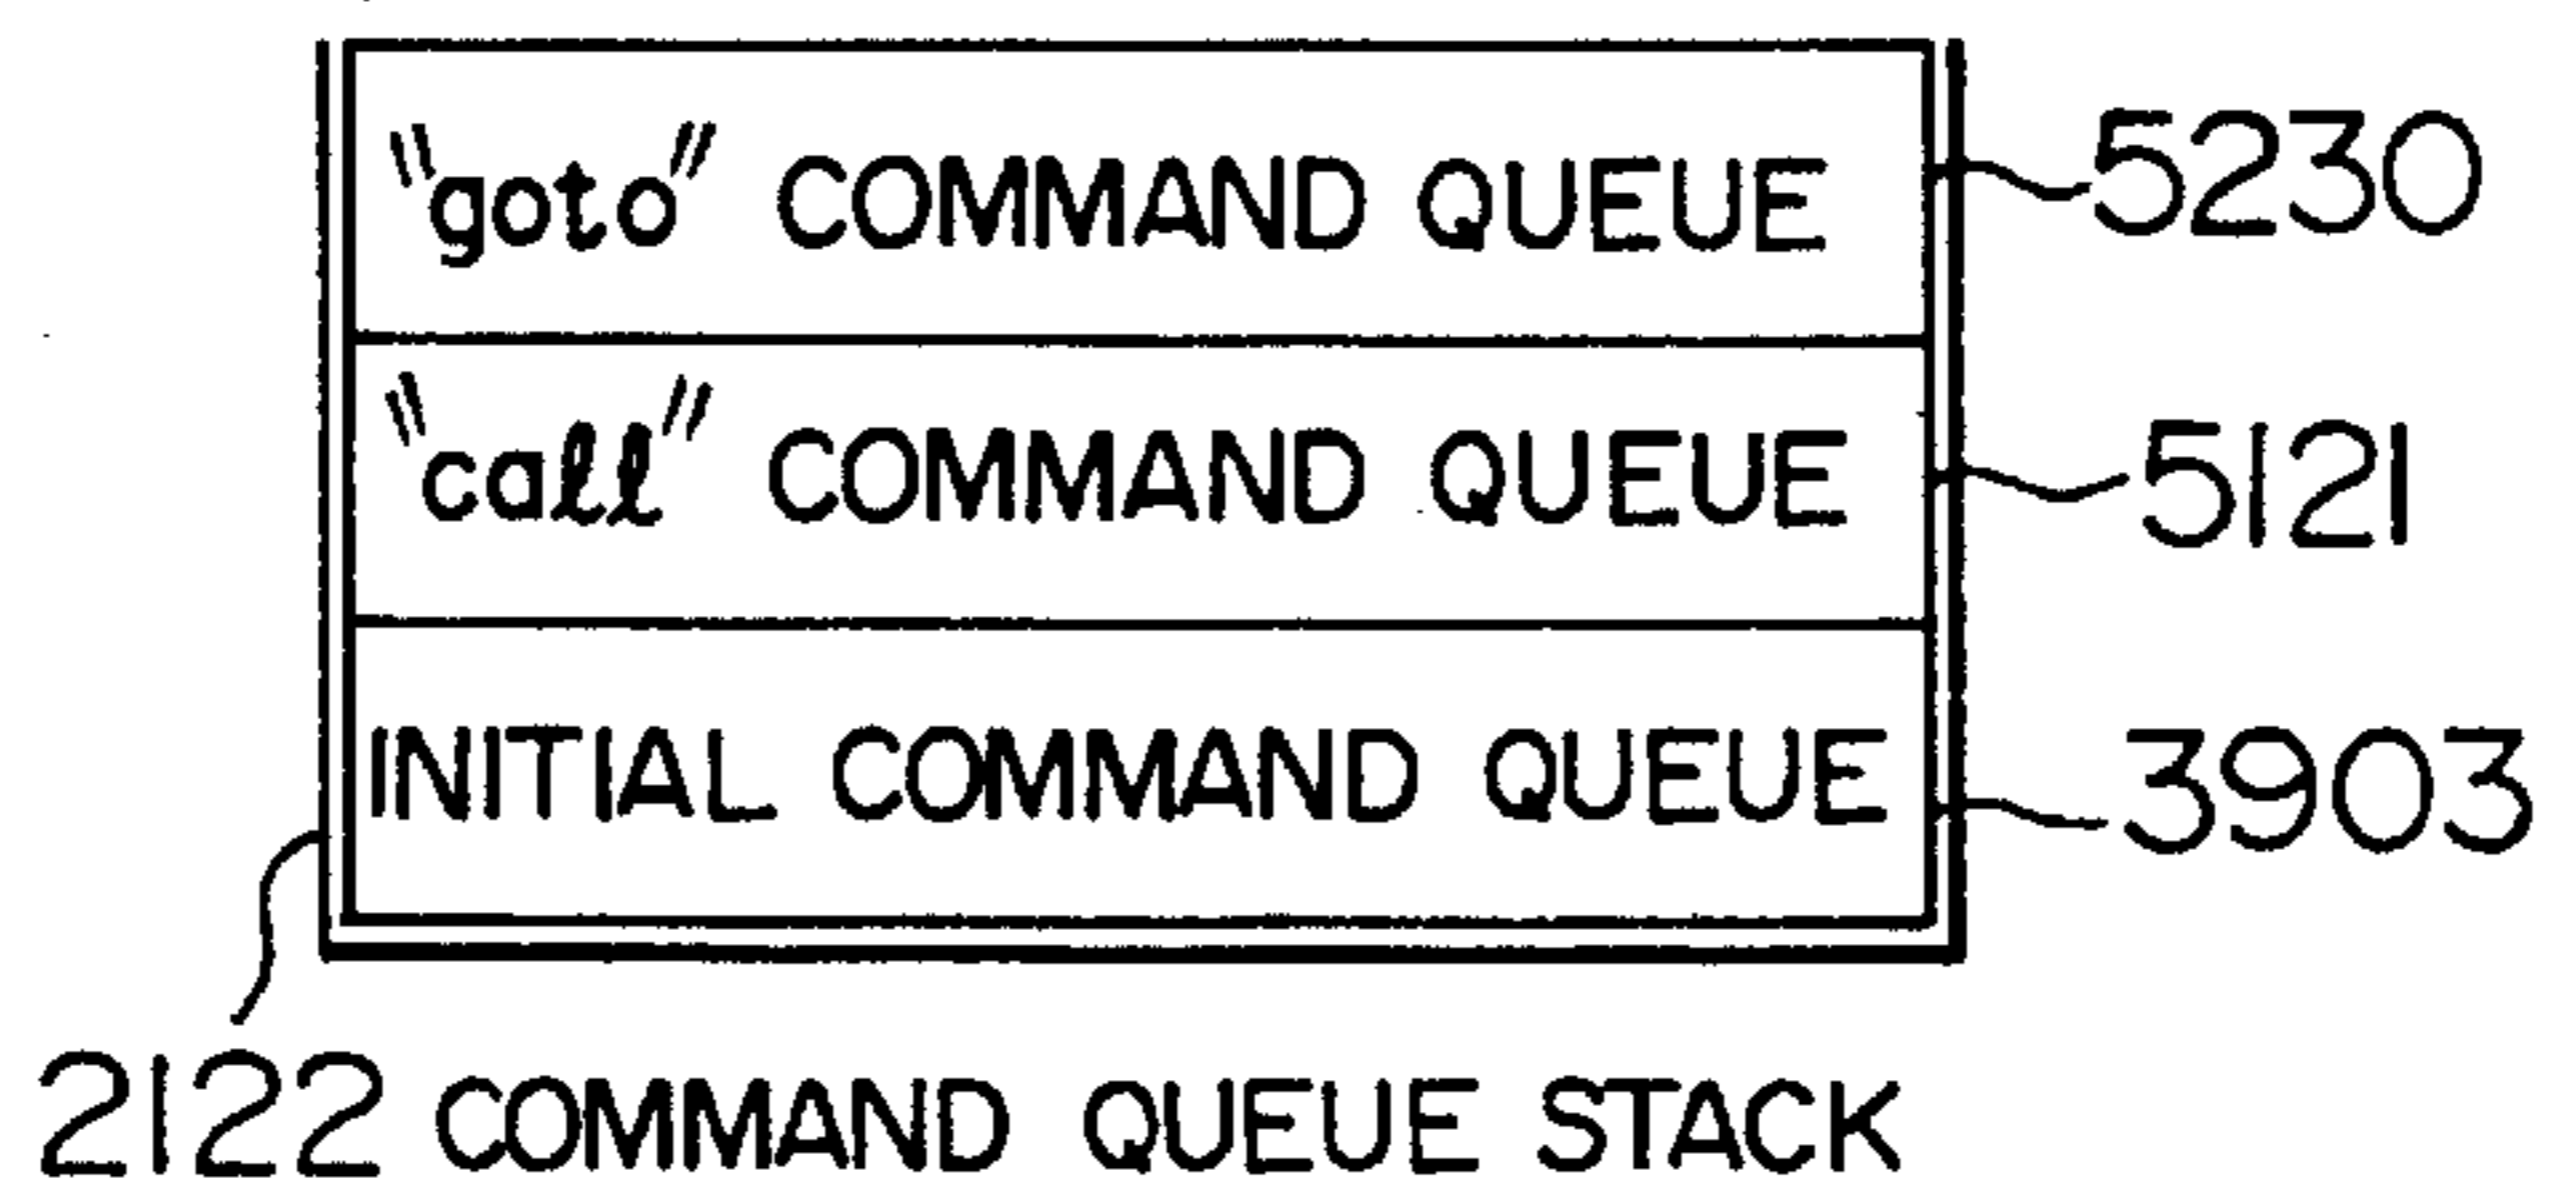 "goto" COMMAND QUEUE 5230
"call" COMMAND QUEUE 5121
INITIAL COMMAND QUEUE 3903
2122 COMMAND QUEUE STACK